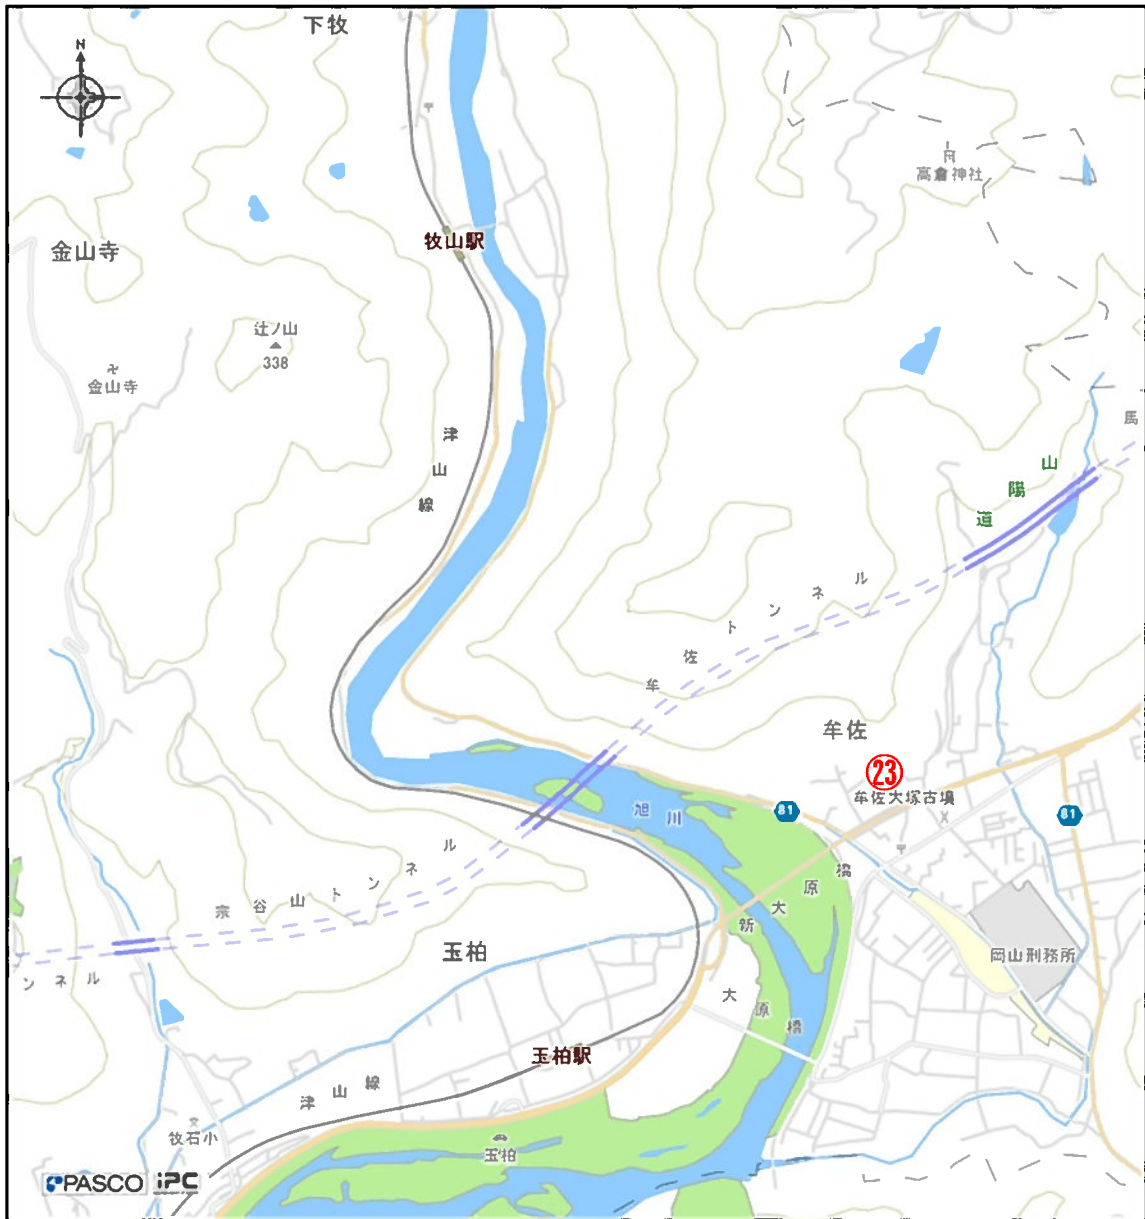 下牧
N
高倉神社
牧山駅
金山寺
辻ノ山
338
金山寺
津山線
馬
山陽道
牟佐トンネル
牟佐
23
牟佐大塚古墳
81
81
旭川
宗谷山トンネル
新大原橋
玉柏
岡山刑務所
ンネル
大原橋
玉柏駅
津山線
牧石小
玉柏
PASCO iPC